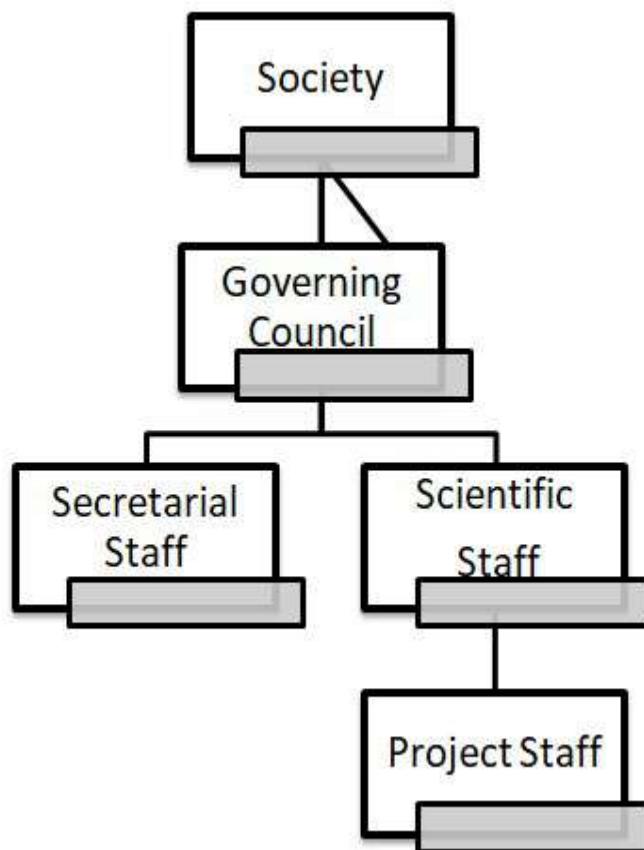 Society
Governing
Council
Secretarial
Staff
Scientific
Staff
Project Staff